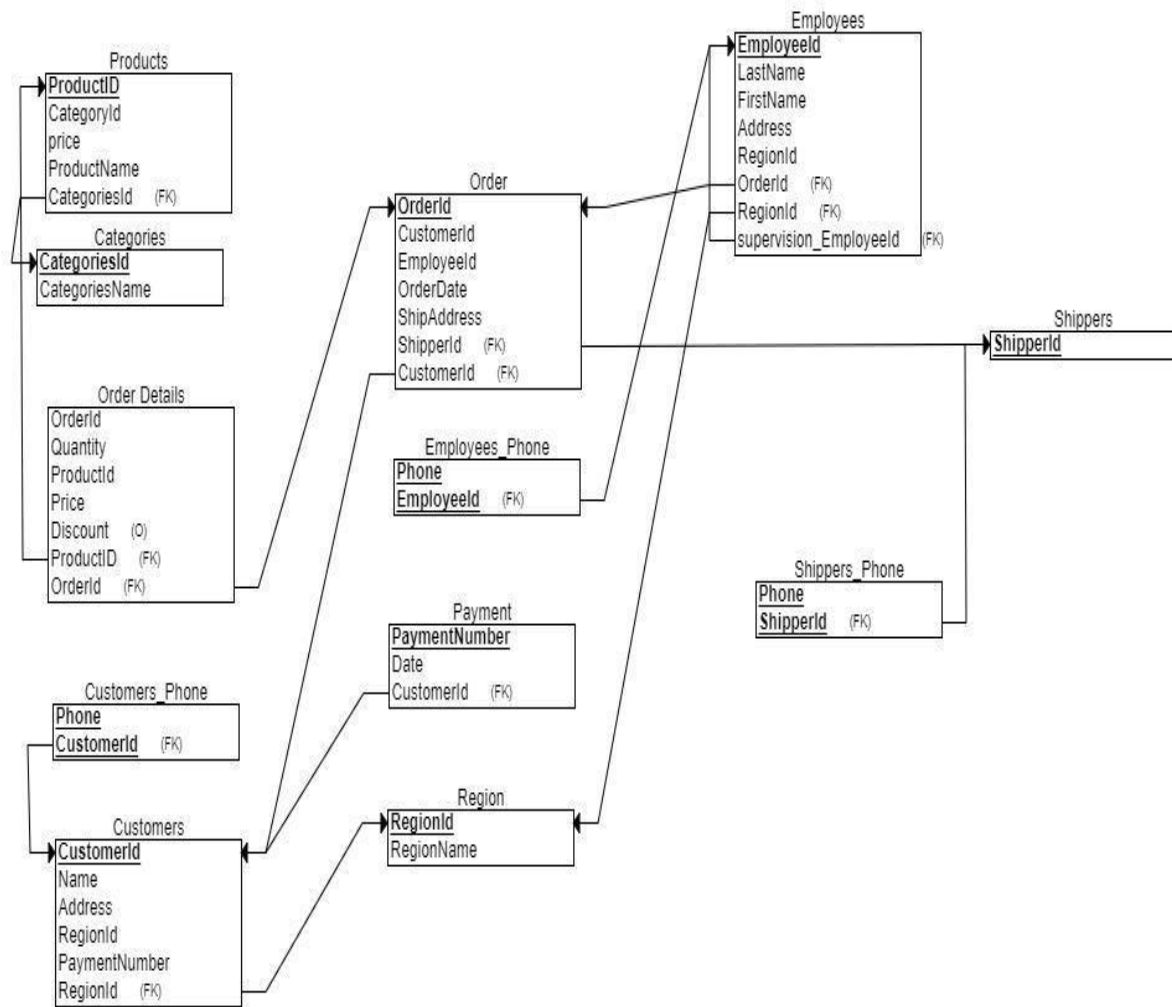 Products
ProductID
CategoryId
price
ProductName
CategoriesId (FK)
Categories
CategoriesId
CategoriesName
Order Details
OrderId
Quantity
ProductId
Price
Discount (O)
ProductID (FK)
OrderId (FK)
Customers_Phone
Phone
CustomerId (FK)
Customers
CustomerId
Name
Address
RegionId
PaymentNumber
RegionId (FK)
Order
OrderId
CustomerId
EmployeeId
OrderDate
ShipAddress
ShipperId (FK)
CustomerId (FK)
Employees_Phone
Phone
EmployeeId (FK)
Payment
PaymentNumber
Date
CustomerId (FK)
Region
RegionId
RegionName
Employees
EmployeeId
LastName
FirstName
Address
RegionId
OrderId (FK)
RegionId (FK)
supervision_EmployeeId (FK)
Shippers
ShipperId
Shippers_Phone
Phone
ShipperId (FK)